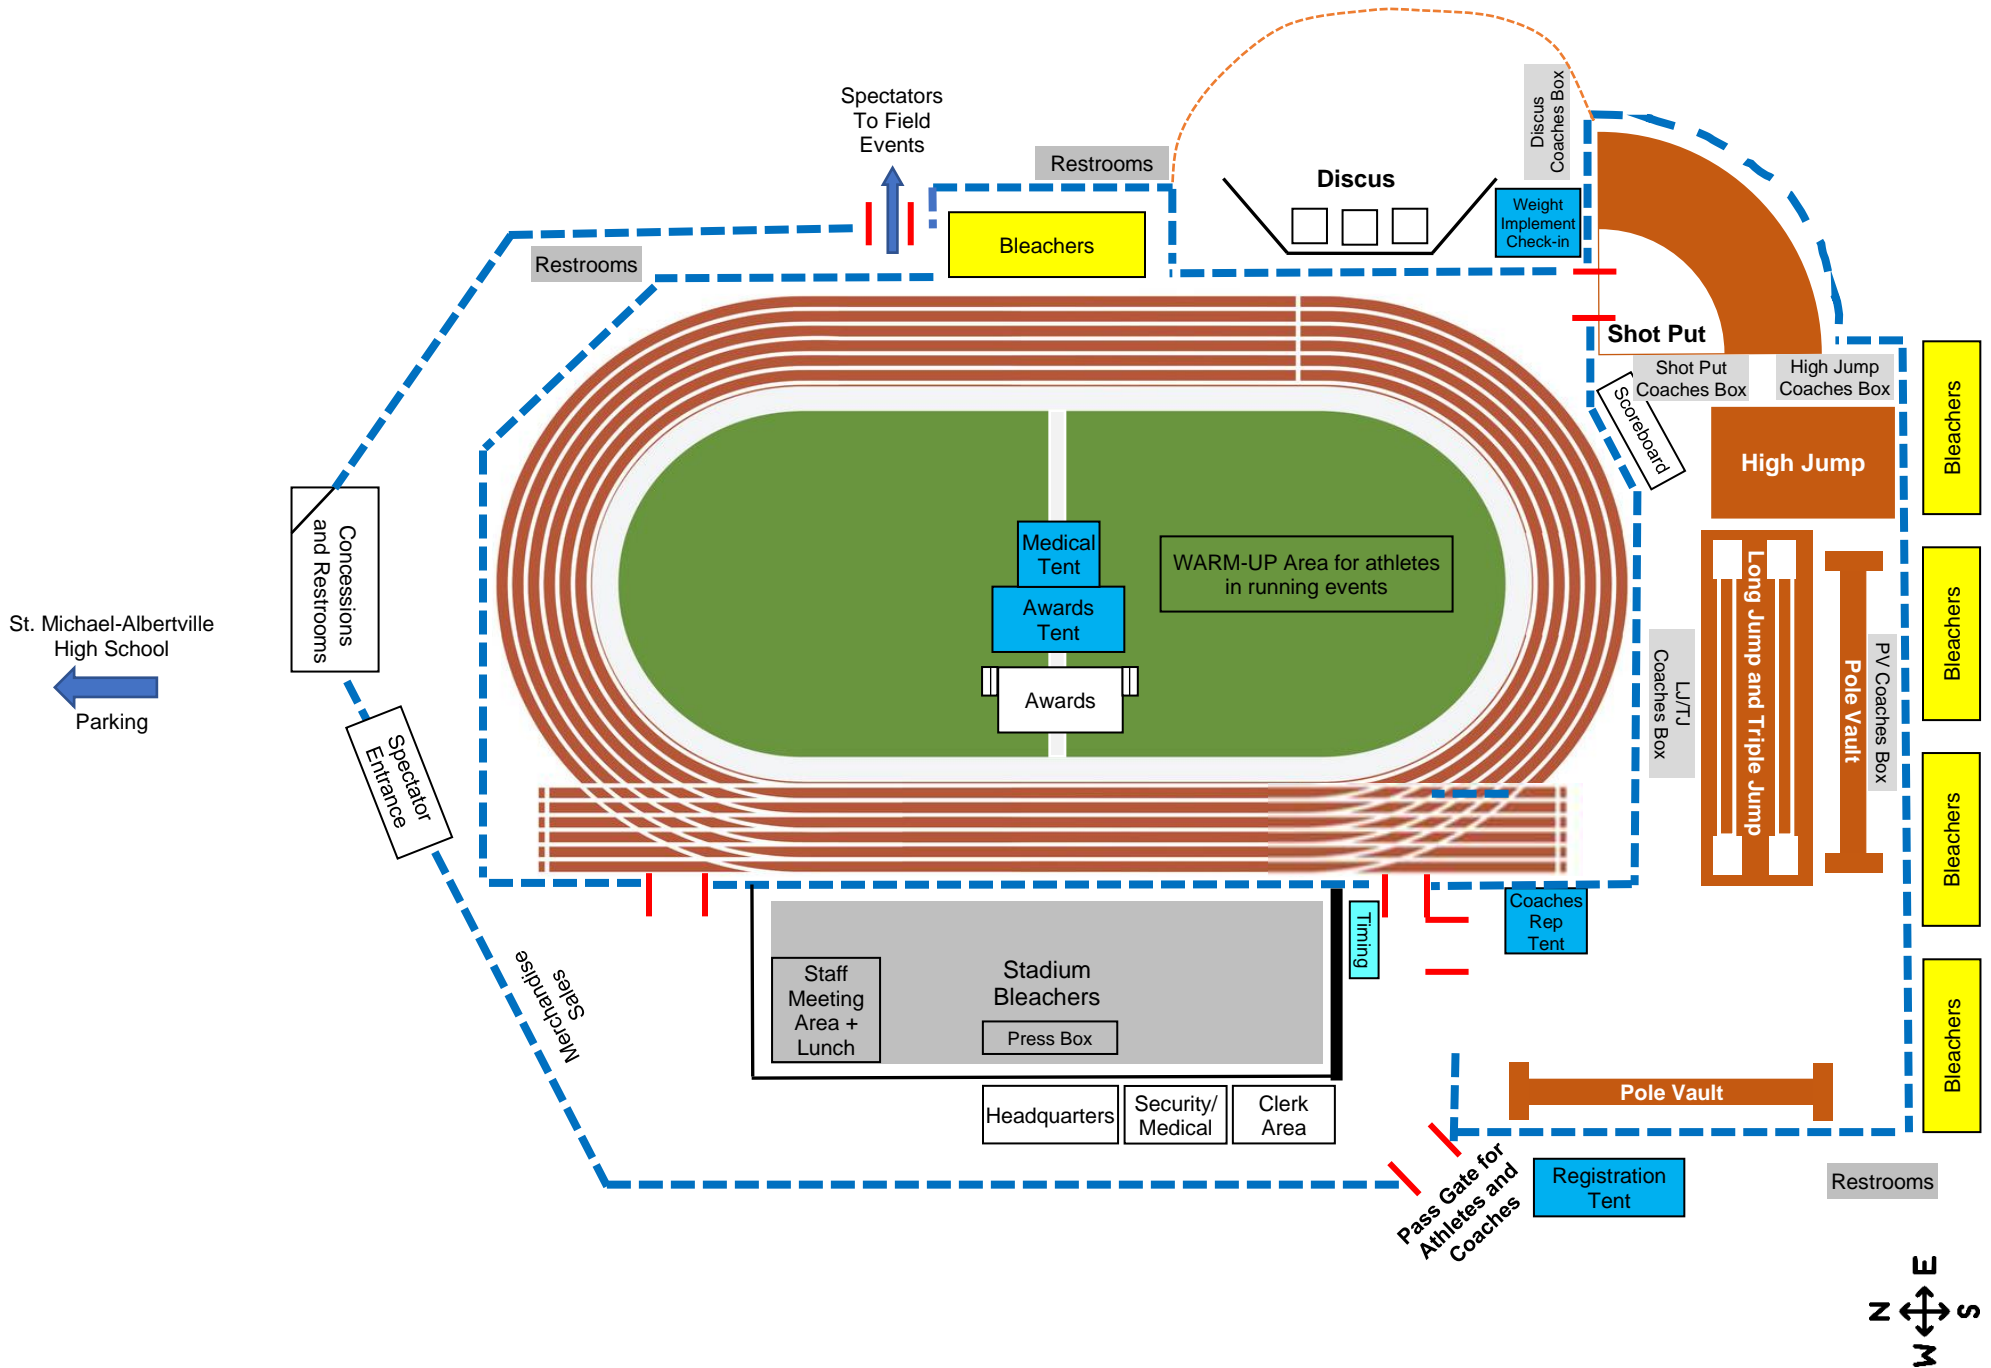 Spectators
To Field
Events
Restrooms
Discus
Coaches Box
Discus
Weight
Implement
Check-in
Bleachers
Restrooms
Shot Put
Shot Put
Coaches Box
High Jump
Coaches Box
Scoreboard
High Jump
Bleachers
Concessions
and Restrooms
Medical
Tent
Awards
Tent
Awards
WARM-UP Area for athletes
in running events
St. Michael-Albertville
High School
Parking
Spectator
Entrance
LJ/TJ
Coaches Box
Long Jump and Triple Jump
Pole Vault
PV Coaches Box
Bleachers
Bleachers
Merchandise
Sales
Staff
Meeting
Area +
Lunch
Stadium
Bleachers
Press Box
Timing
Coaches
Rep
Tent
Bleachers
Headquarters
Security/
Medical
Clerk
Area
Pole Vault
Pass Gate for
Athletes and
Coaches
Registration
Tent
Restrooms
E
N
S
W